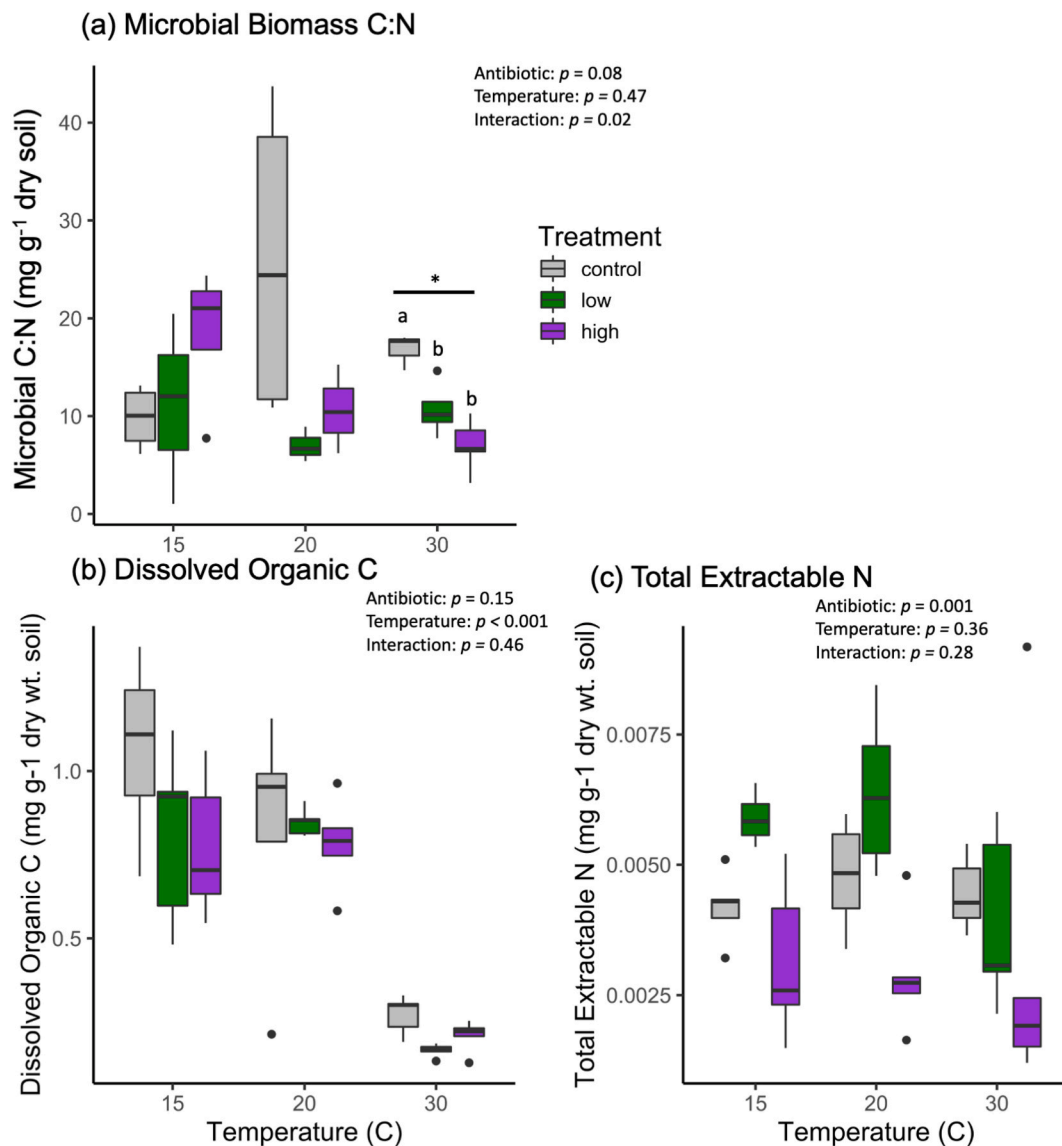 (a) Microbial Biomass C:N
Antibiotic: p = 0.08
Temperature: p = 0.47
Interaction: p = 0.02
Microbial C:N (mg g⁻¹ dry soil)
40
30
20
10
0
*
a
b
b
15
20
30
Treatment
control
low
high
(b) Dissolved Organic C
Antibiotic: p = 0.15
Temperature: p < 0.001
Interaction: p = 0.46
Dissolved Organic C (mg g-1 dry wt. soil)
1.0
0.5
15
20
30
Temperature (C)
(c) Total Extractable N
Antibiotic: p = 0.001
Temperature: p = 0.36
Interaction: p = 0.28
Total Extractable N (mg g-1 dry wt. soil)
0.0075
0.0050
0.0025
15
20
30
Temperature (C)